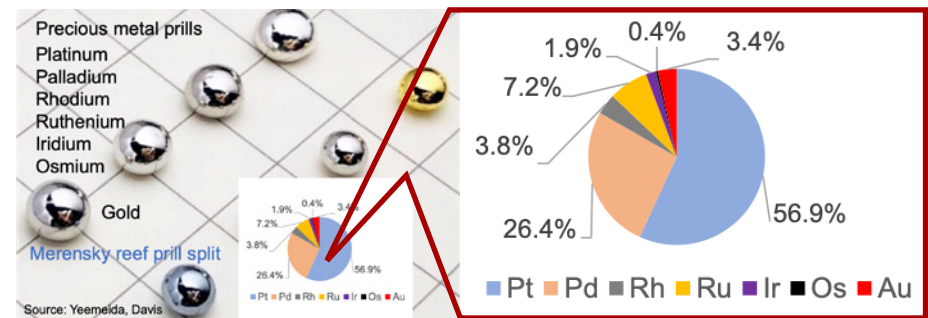 Precious metal prills
Platinum
Palladium
Rhodium
Ruthenium
Iridium
Osmium
Gold
Merensky reef prill split
Source: Yeemeida, Davis
1.9%
0.4%
3.4%
7.2%
3.8%
26.4%
56.9%
Pt Pd Rh Ru Ir Os Au
0.4%
1.9%
3.4%
7.2%
3.8%
26.4%
56.9%
Pt Pd Rh Ru Ir Os Au